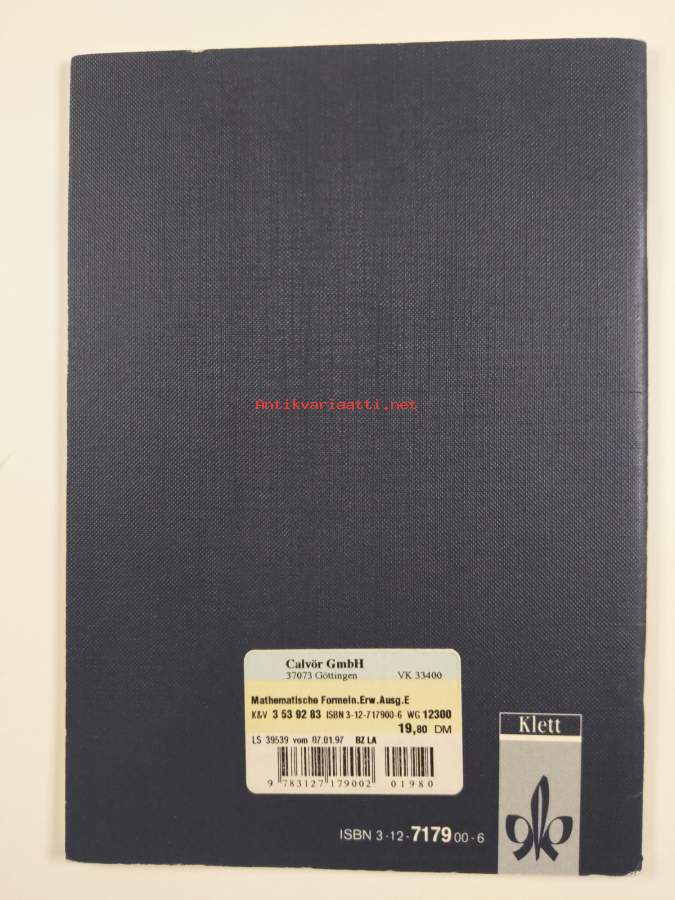 Antikvariaatti.net
Calvör GmbH
37073 Göttingen VK 33400
Mathematische Formeln.Erw.Ausg.E
K&V 3 53 92 83 ISBN 3-12-717900-6 WG 12300
19,80 DM
LS 39539 vom 07.01.97 BZ LA
9 783127 179002 01980
Klett
ISBN 3-12-717900-6